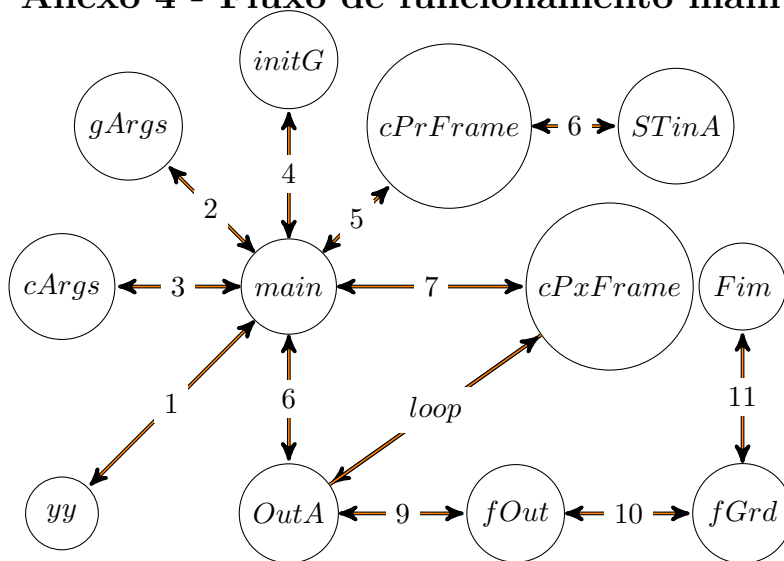 Anexo 4 - Fluxo de funcionamento main
initG
gArgs
cPrFrame
6
STinA
4
2
5
cArgs
3
main
7
cPxFrame
Fim
1
6
loop
11
yy
OutA
9
fOut
10
fGrd